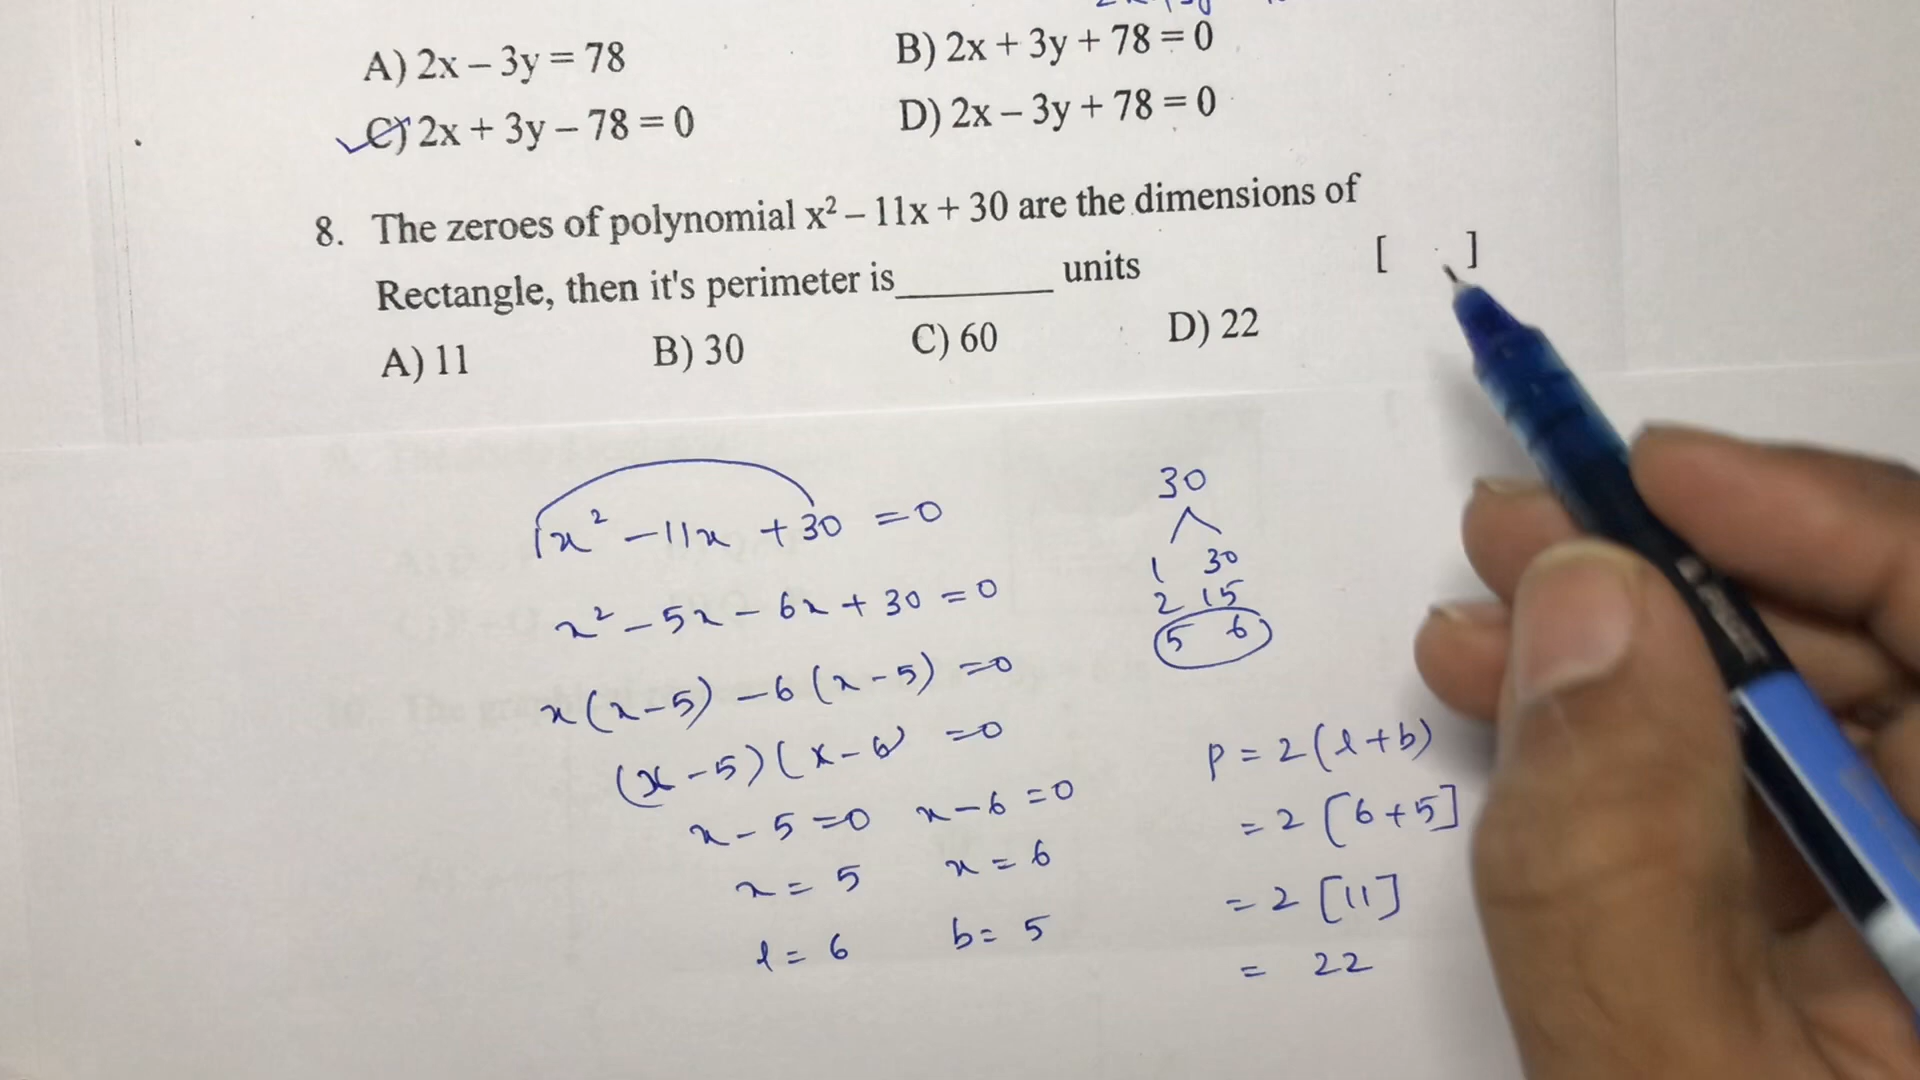 A) 2x – 3y = 78
B) 2x + 3y + 78 = 0
C) 2x + 3y – 78 = 0
D) 2x – 3y + 78 = 0
8. The zeroes of polynomial x² – 11x + 30 are the dimensions of
Rectangle, then it's perimeter is________ units [ ]
A) 11 B) 30 C) 60 D) 22
1x² – 11x + 30 = 0
x² – 5x – 6x + 30 = 0
x(x – 5) – 6(x – 5) = 0
(x – 5)(x – 6) = 0
x – 5 = 0 x – 6 = 0
x = 5 x = 6
l = 6 b = 5
30
1 30
2 15
5 6
P = 2(l + b)
= 2[6 + 5]
= 2[11]
= 22